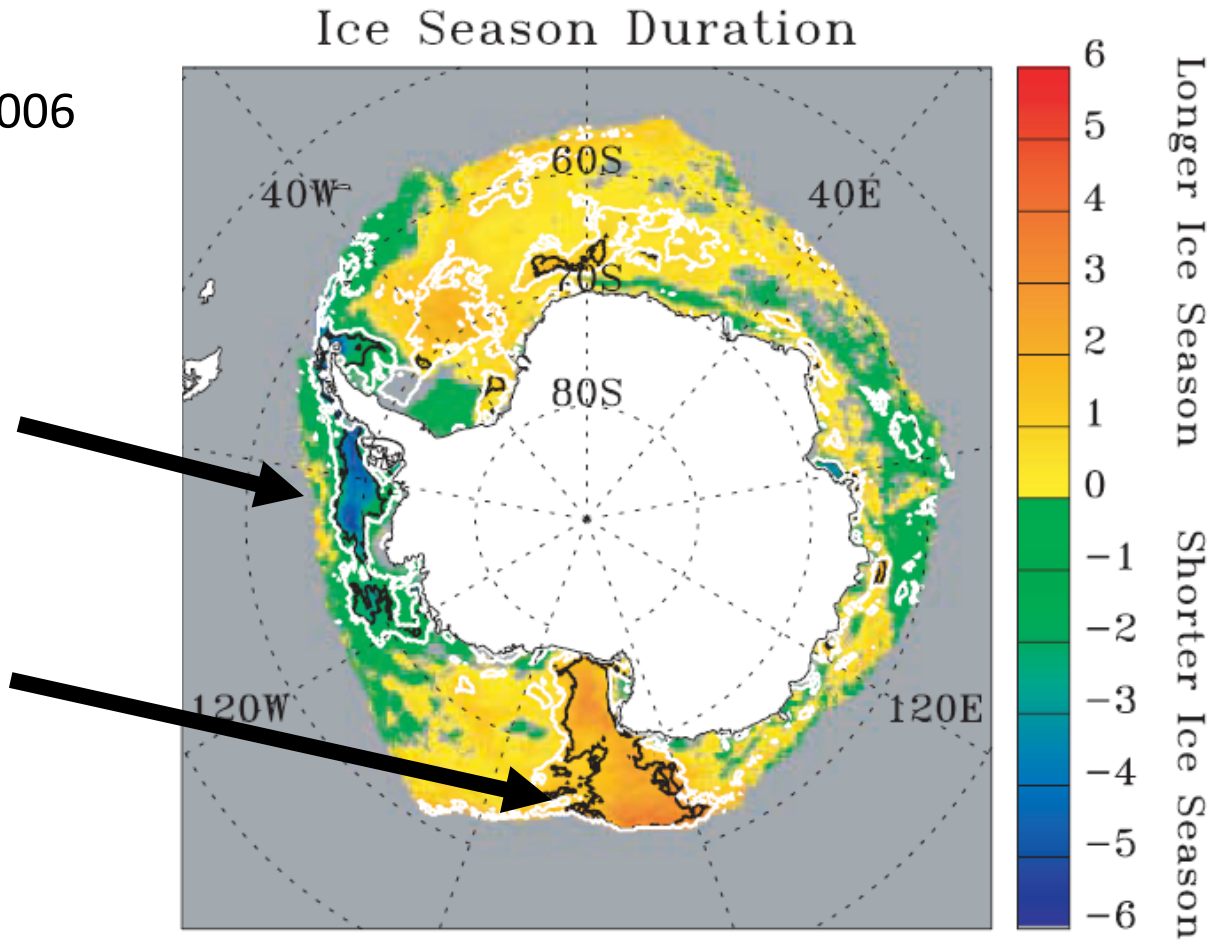 Ice Season Duration
006
60S
40W
40E
70S
80S
120W
120E
6
5
4
3
2
1
0
−1
−2
−3
−4
−5
−6
Longer Ice Season
Shorter Ice Season